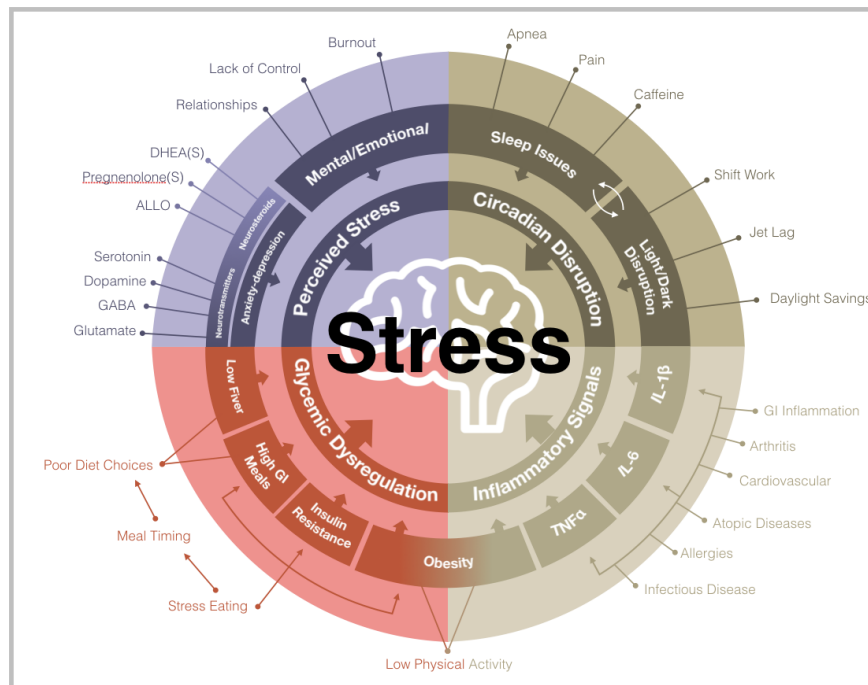 Burnout
Lack of Control
Relationships
DHEA(S)
Pregnenolone(S)
ALLO
Serotonin
Dopamine
GABA
Glutamate
Mental/Emotional
Neurosteroids
Neurotransmitters
Anxiety-depression
Perceived Stress
Apnea
Pain
Caffeine
Shift Work
Jet Lag
Daylight Savings
Sleep Issues
Light/Dark
Disruption
Circadian Disruption
Stress
Low Fiver
High GI
Meals
Insulin
Resistance
Obesity
Glycemic Dysregulation
Poor Diet Choices
Meal Timing
Stress Eating
Low Physical Activity
Inflammatory Signals
IL-1β
IL-6
TNFα
GI Inflammation
Arthritis
Cardiovascular
Atopic Diseases
Allergies
Infectious Disease